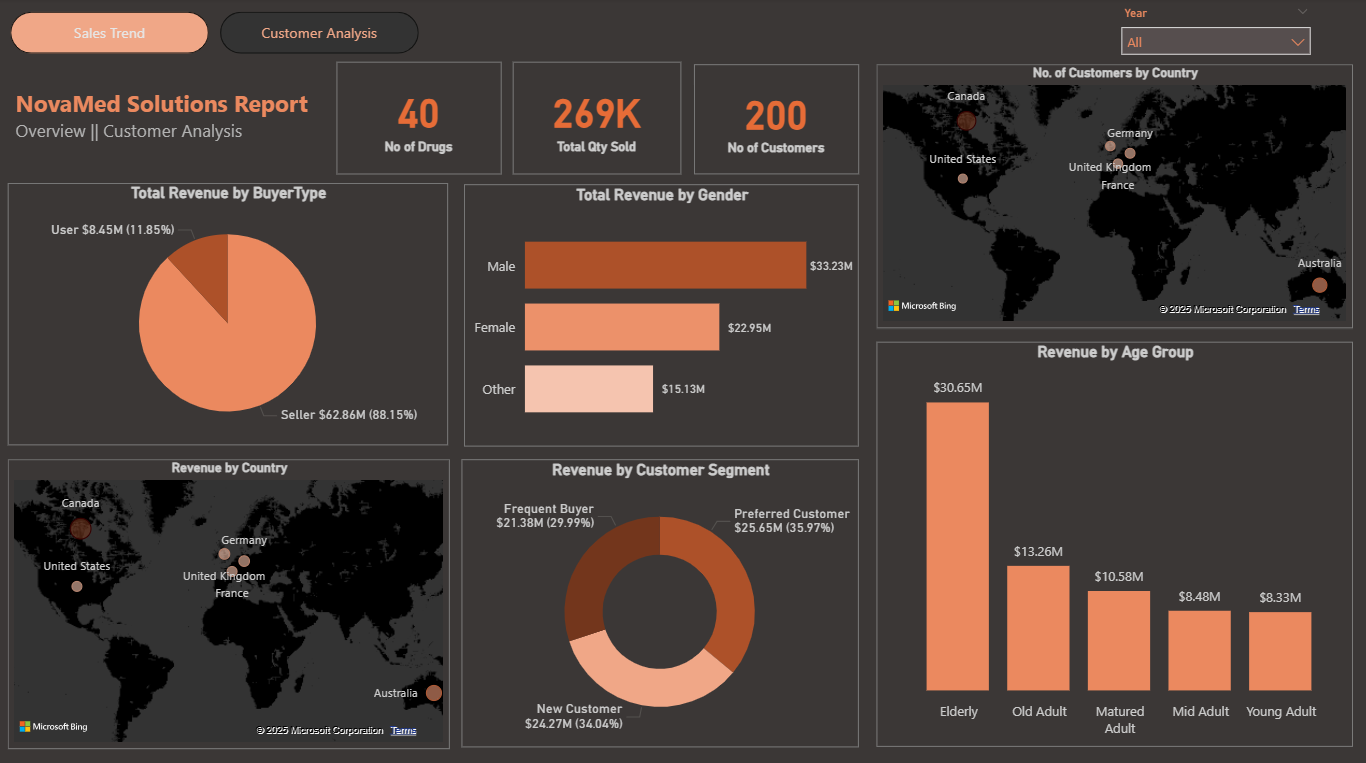 Sales Trend
Customer Analysis
Year
All
NovaMed Solutions Report
Overview || Customer Analysis
40
No of Drugs
269K
Total Qty Sold
200
No of Customers
No. of Customers by Country
Canada
Germany
United States
United Kingdom
France
Australia
Microsoft Bing
© 2025 Microsoft Corporation Terms
Total Revenue by BuyerType
User $8.45M (11.85%)
Seller $62.86M (88.15%)
Total Revenue by Gender
Male
$33.23M
Female
$22.95M
Other
$15.13M
Revenue by Age Group
$30.65M
$13.26M
$10.58M
$8.48M
$8.33M
Elderly
Old Adult
Matured
Adult
Mid Adult
Young Adult
Revenue by Country
Canada
Germany
United States
United Kingdom
France
Australia
Microsoft Bing
© 2025 Microsoft Corporation Terms
Revenue by Customer Segment
Frequent Buyer
$21.38M (29.99%)
Preferred Customer
$25.65M (35.97%)
New Customer
$24.27M (34.04%)